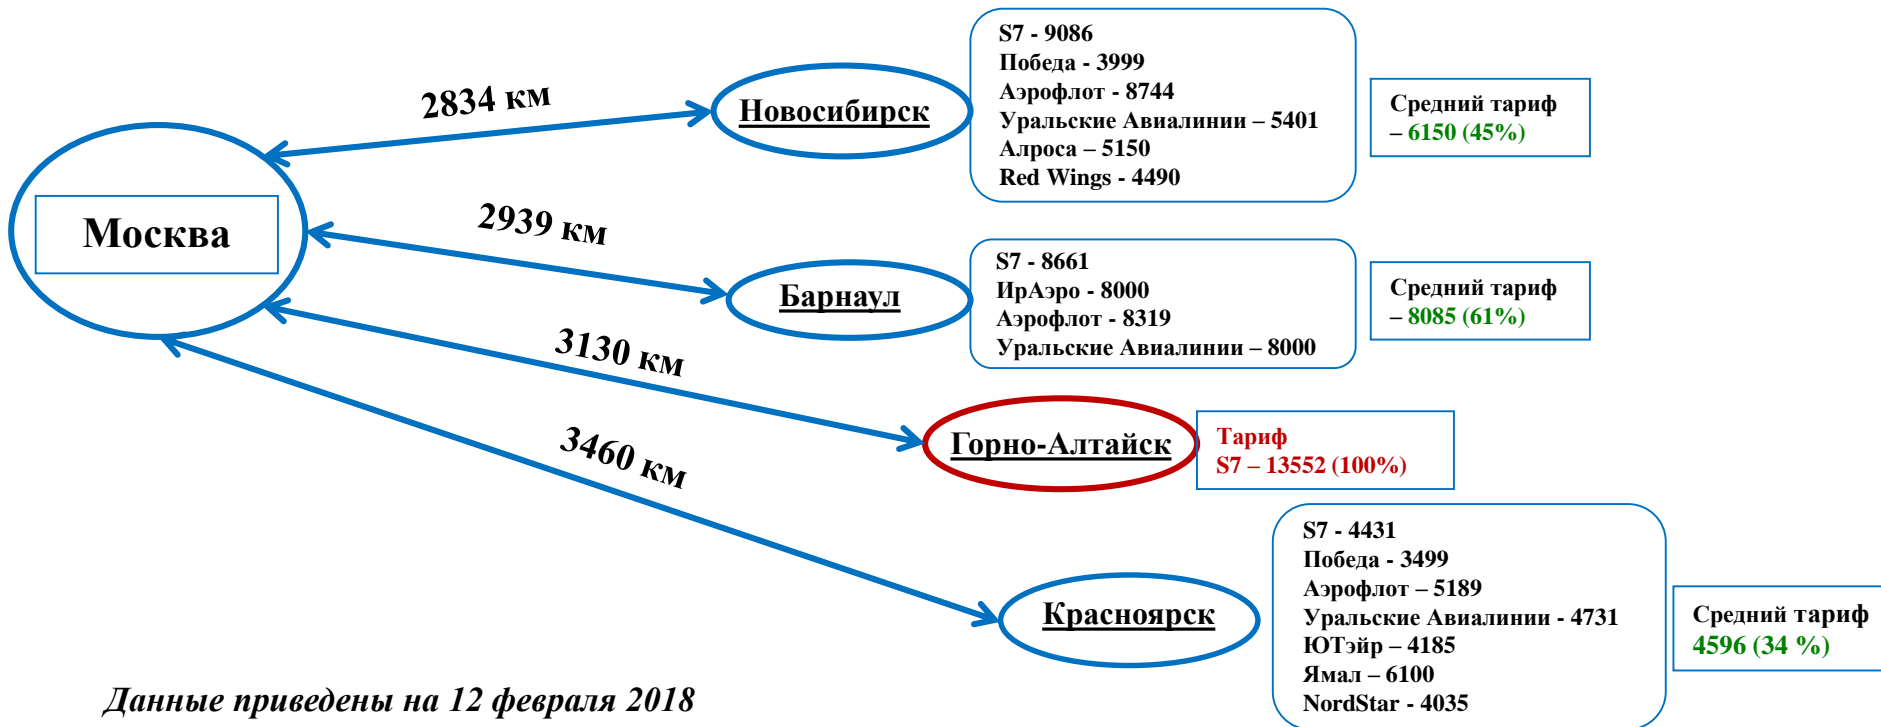 Москва
2834 км
Новосибирск
S7 - 9086
Победа - 3999
Аэрофлот - 8744
Уральские Авиалинии – 5401
Алроса – 5150
Red Wings - 4490
Средний тариф
– 6150 (45%)
2939 км
Барнаул
S7 - 8661
ИрАэро - 8000
Аэрофлот - 8319
Уральские Авиалинии – 8000
Средний тариф
– 8085 (61%)
3130 км
Горно-Алтайск
Тариф
S7 – 13552 (100%)
3460 км
Красноярск
S7 - 4431
Победа - 3499
Аэрофлот – 5189
Уральские Авиалинии - 4731
ЮТэйр – 4185
Ямал – 6100
NordStar - 4035
Средний тариф
4596 (34 %)
Данные приведены на 12 февраля 2018